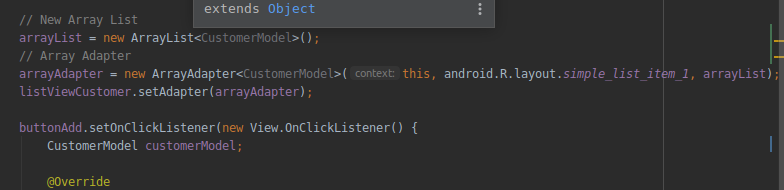 extends Object
// New Array List
arrayList = new ArrayList<CustomerModel>();
// Array Adapter
arrayAdapter = new ArrayAdapter<CustomerModel>( context: this, android.R.layout.simple_list_item_1, arrayList);
listViewCustomer.setAdapter(arrayAdapter);
buttonAdd.setOnClickListener(new View.OnClickListener() {
CustomerModel customerModel;
@Override